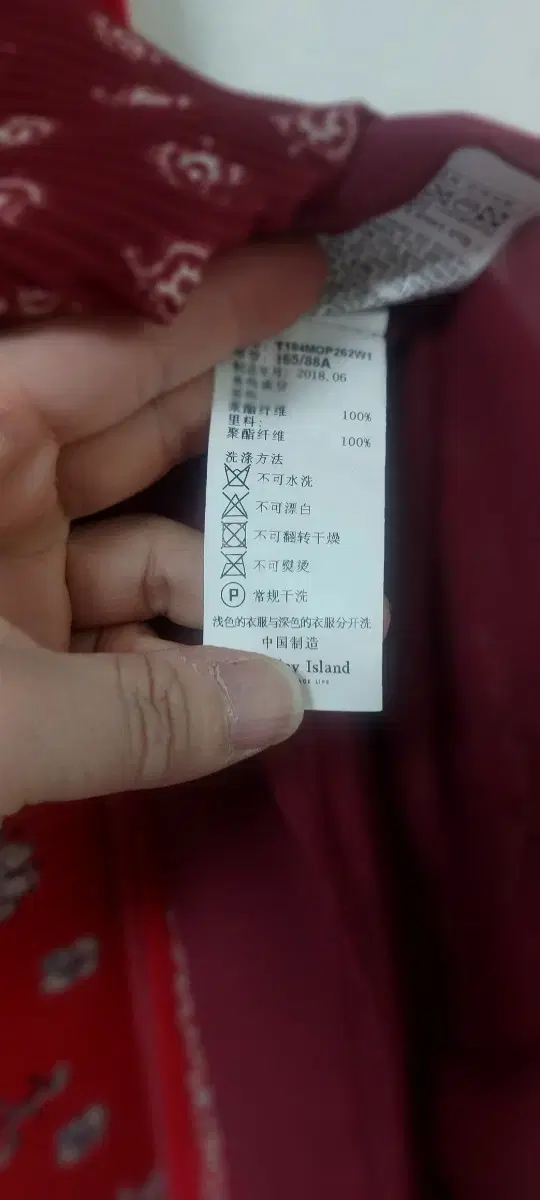 T184MOP262W1
165/88A
2018.06
聚酯纤维 100%
里料:
聚酯纤维 100%
洗涤方法
不可水洗
不可漂白
不可翻转干燥
不可熨烫
P 常规干洗
浅色的衣服与深色的衣服分开洗
中国制造
Island
LIFE